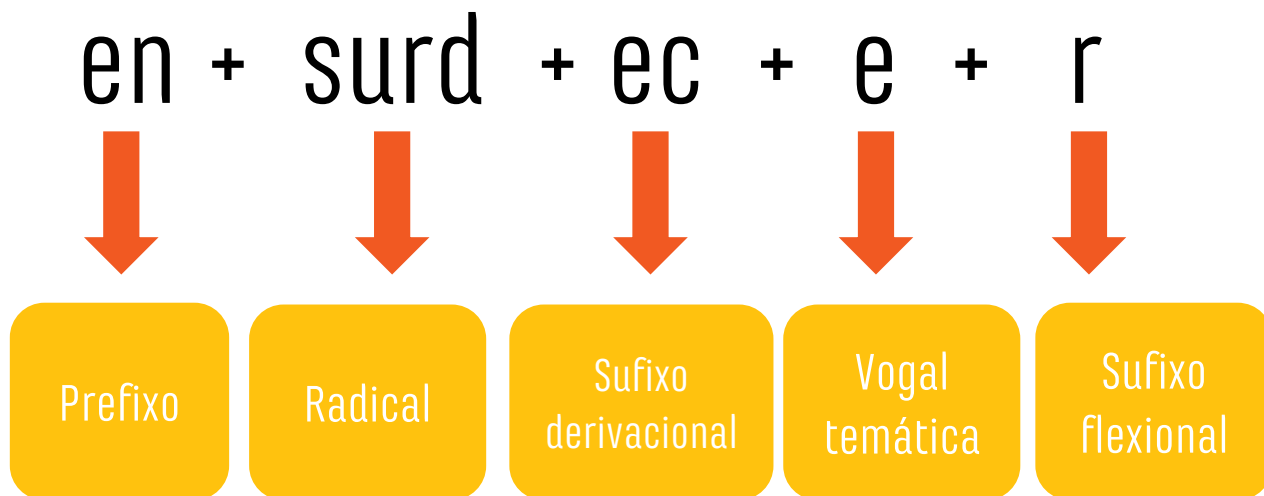 en + surd + ec + e + r
Prefixo
Radical
Sufixo
derivacional
Vogal
temática
Sufixo
flexional